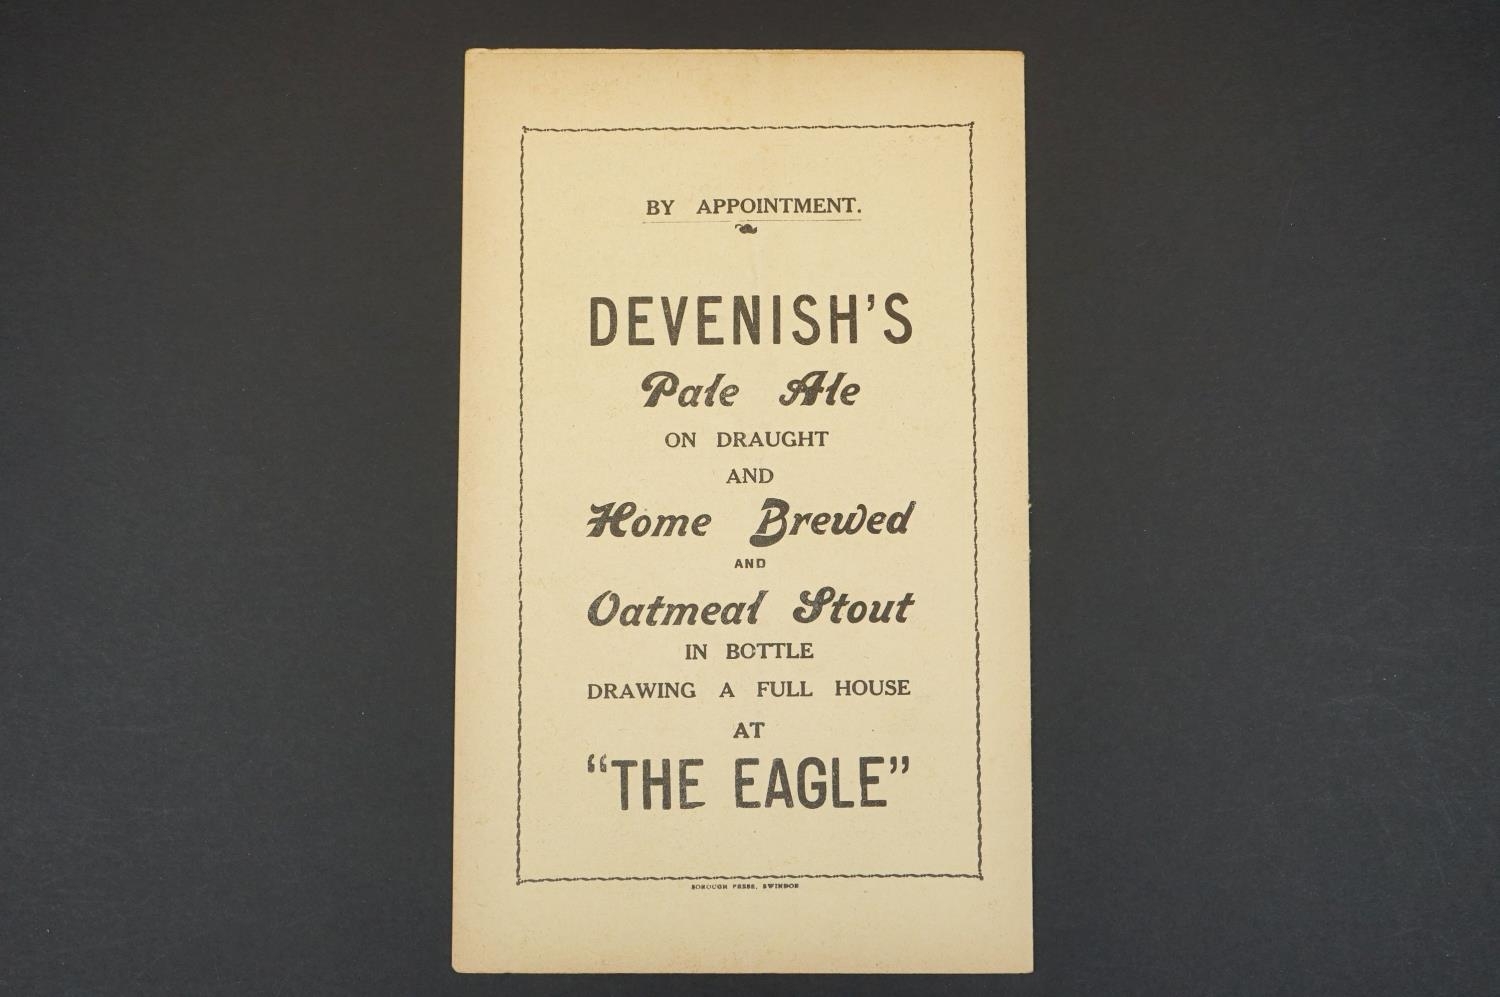 BY APPOINTMENT.
DEVENISH'S
Pale Ale
ON DRAUGHT
AND
Home Brewed
AND
Oatmeal Stout
IN BOTTLE
DRAWING A FULL HOUSE
AT
“THE EAGLE”
BOROUGH PRESS, SWINDON